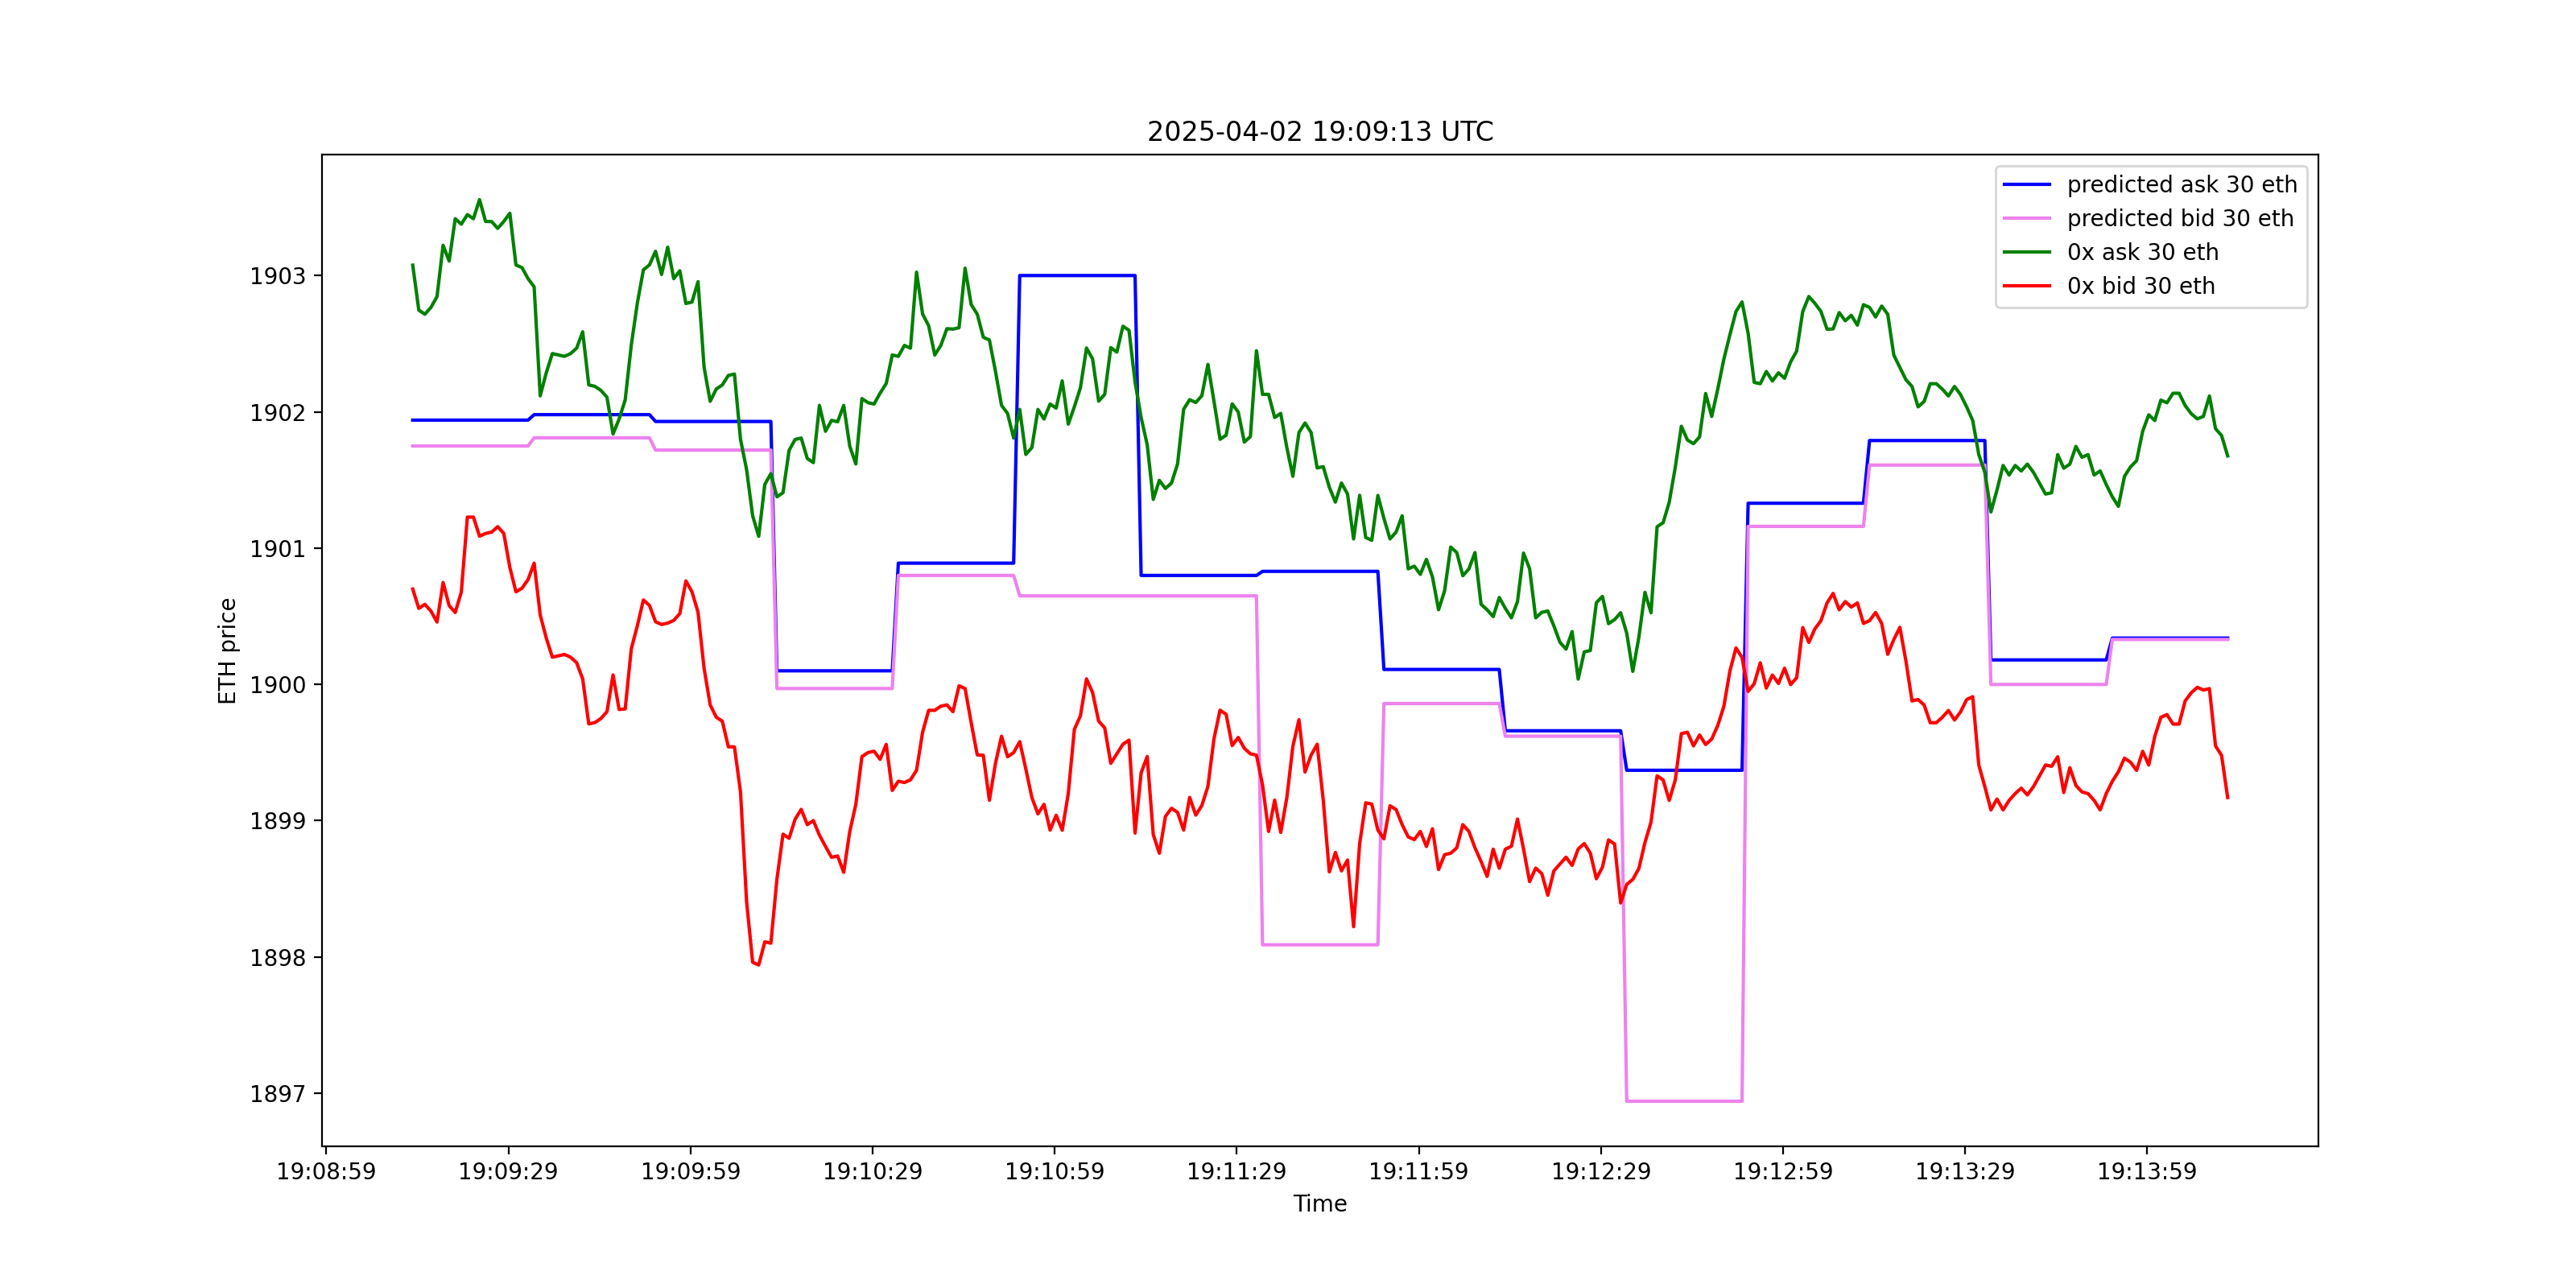 2025-04-02 19:09:13 UTC
predicted ask 30 eth
predicted bid 30 eth
0x ask 30 eth
0x bid 30 eth
ETH price
1903
1902
1901
1900
1899
1898
1897
19:08:59 19:09:29 19:09:59 19:10:29 19:10:59 19:11:29 19:11:59 19:12:29 19:12:59 19:13:29 19:13:59
Time